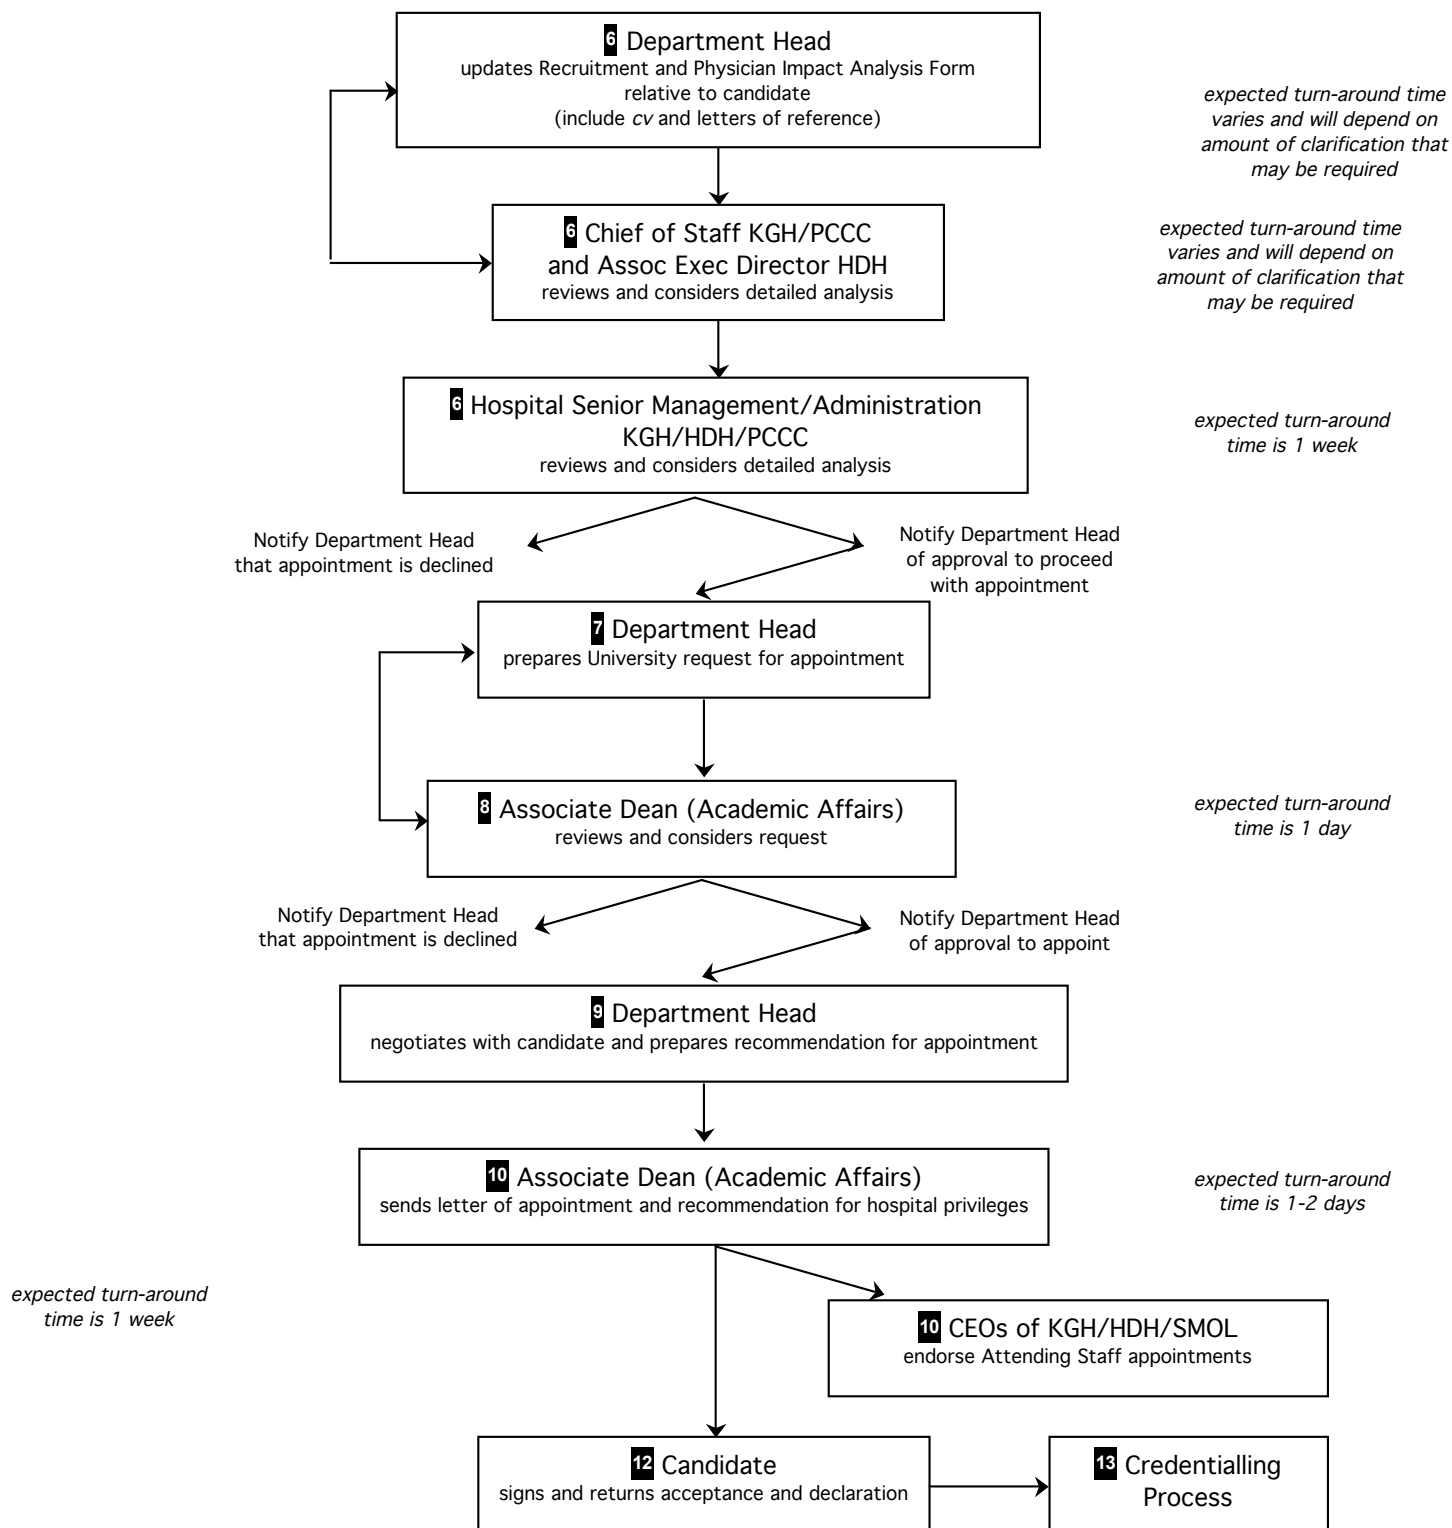 6 Department Head
updates Recruitment and Physician Impact Analysis Form
relative to candidate
(include cv and letters of reference)
expected turn-around time
varies and will depend on
amount of clarification that
may be required
6 Chief of Staff KGH/PCCC
and Assoc Exec Director HDH
reviews and considers detailed analysis
expected turn-around time
varies and will depend on
amount of clarification that
may be required
6 Hospital Senior Management/Administration
KGH/HDH/PCCC
reviews and considers detailed analysis
expected turn-around
time is 1 week
Notify Department Head
that appointment is declined
Notify Department Head
of approval to proceed
with appointment
7 Department Head
prepares University request for appointment
8 Associate Dean (Academic Affairs)
reviews and considers request
expected turn-around
time is 1 day
Notify Department Head
that appointment is declined
Notify Department Head
of approval to appoint
9 Department Head
negotiates with candidate and prepares recommendation for appointment
10 Associate Dean (Academic Affairs)
sends letter of appointment and recommendation for hospital privileges
expected turn-around
time is 1-2 days
expected turn-around
time is 1 week
10 CEOs of KGH/HDH/SMOL
endorse Attending Staff appointments
12 Candidate
signs and returns acceptance and declaration
13 Credentialling
Process